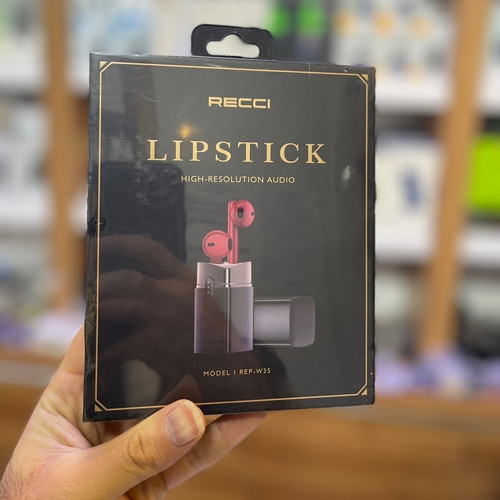 RECCI
LIPSTICK
HIGH-RESOLUTION AUDIO
MODEL I REP-W35